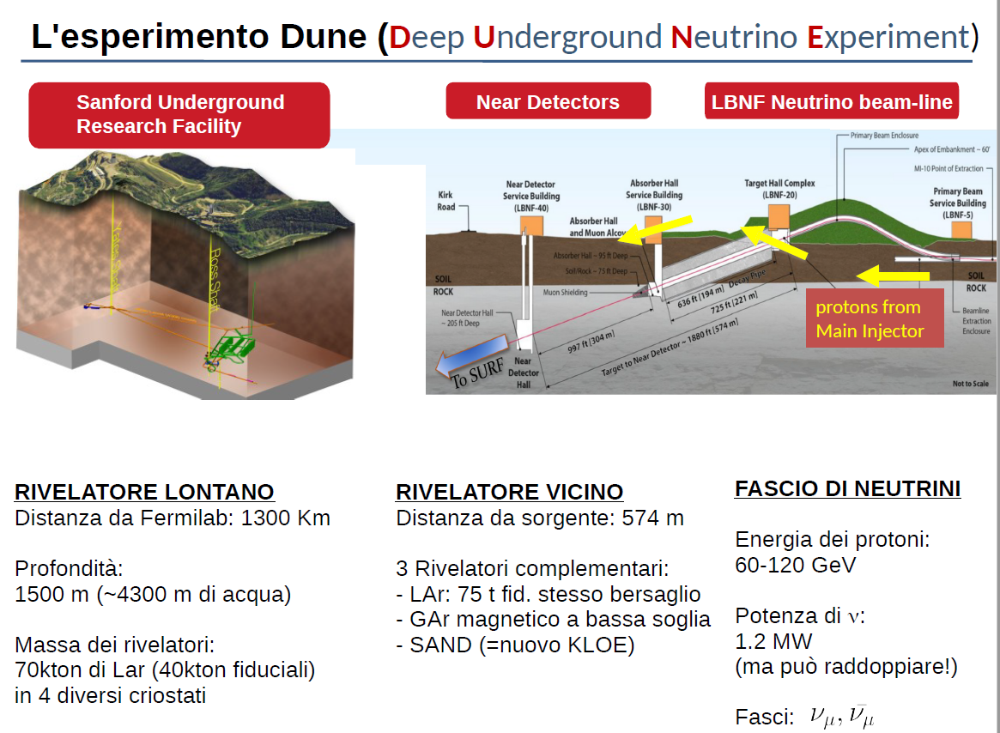 L'esperimento Dune (Deep Underground Neutrino Experiment)
Sanford Underground
Research Facility
Near Detectors
LBNF Neutrino beam-line
Ross Shaft
Primary Beam Enclosure
Apex of Embankment ~ 60'
MI-10 Point of Extraction
Kirk
Road
Near Detector
Service Building
(LBNF-40)
Absorber Hall
Service Building
(LBNF-30)
Target Hall Complex
(LBNF-20)
Primary Beam
Service Building
(LBNF-5)
Absorber Hall
and Muon Alcov
Absorber Hall ~ 95 ft Deep
Soil/Rock ~ 75 ft Deep
Muon Shielding
SOIL
ROCK
SOIL
ROCK
Near Detector Hall
~ 205 ft Deep
Near
Detector
Hall
636 ft [194 m] Decay Pipe
725 ft [221 m]
997 ft [304 m]
Target to Near Detector ~ 1880 ft [574 m]
Beamline
Extraction
Enclosure
Not to Scale
protons from
Main Injector
To SURF
RIVELATORE LONTANO
Distanza da Fermilab: 1300 Km
Profondità:
1500 m (~4300 m di acqua)
Massa dei rivelatori:
70kton di Lar (40kton fiduciali)
in 4 diversi criostati
RIVELATORE VICINO
Distanza da sorgente: 574 m
3 Rivelatori complementari:
- LAr: 75 t fid. stesso bersaglio
- GAr magnetico a bassa soglia
- SAND (=nuovo KLOE)
FASCIO DI NEUTRINI
Energia dei protoni:
60-120 GeV
Potenza di ν:
1.2 MW
(ma può raddoppiare!)
Fasci: ν_μ, ν̄_μ